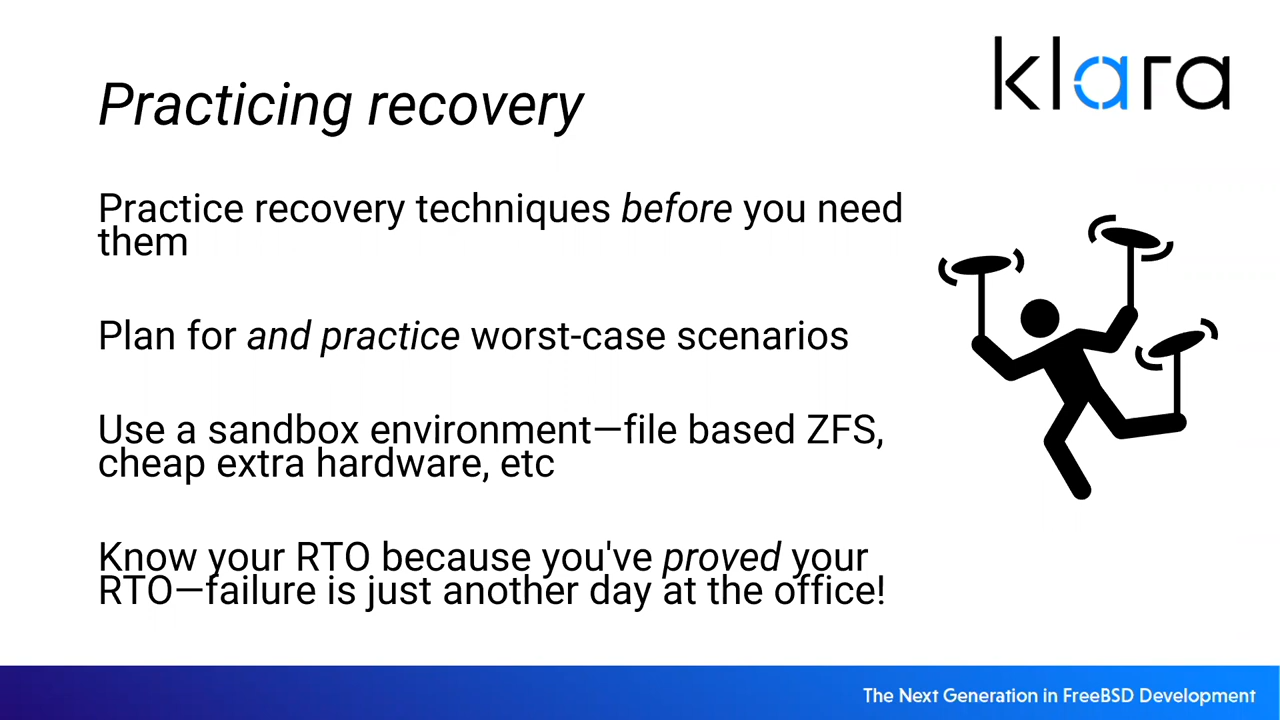 klara
Practicing recovery
Practice recovery techniques before you need
them
Plan for and practice worst-case scenarios
Use a sandbox environment—file based ZFS,
cheap extra hardware, etc
Know your RTO because you've proved your
RTO—failure is just another day at the office!
The Next Generation in FreeBSD Development